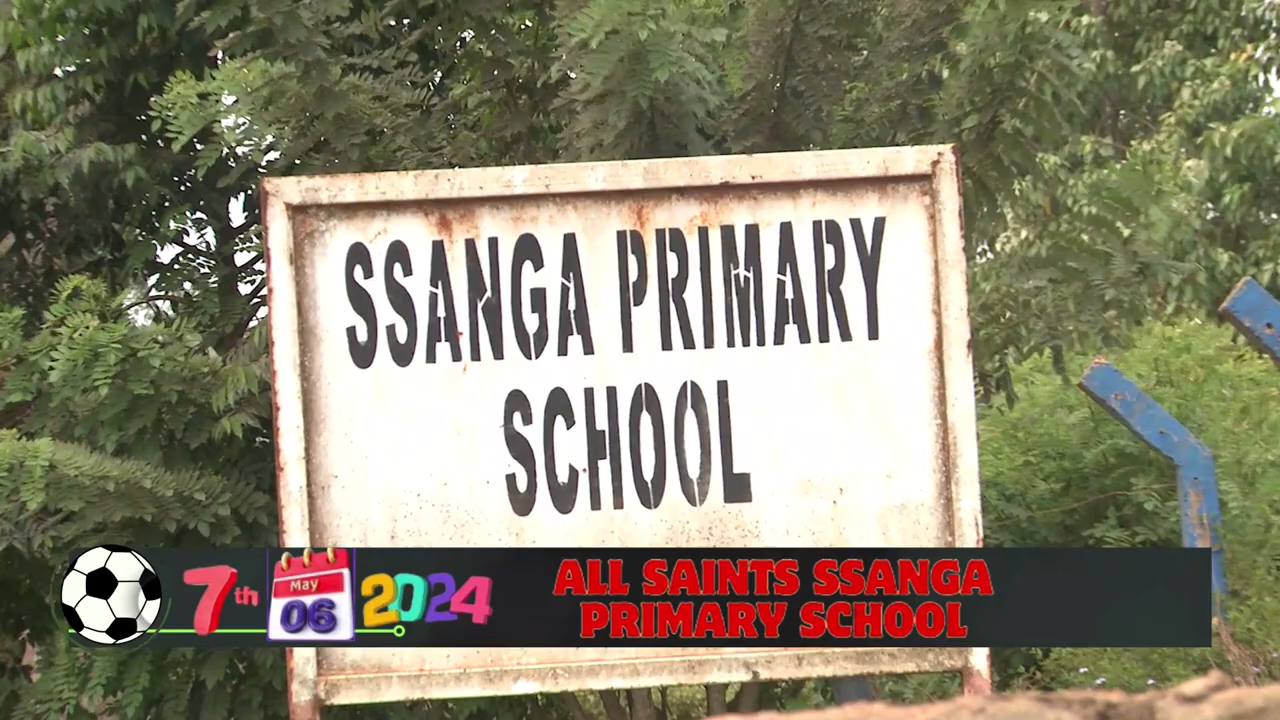 SSANGA PRIMARY
SCHOOL
7th May 06 2024
ALL SAINTS SSANGA
PRIMARY SCHOOL